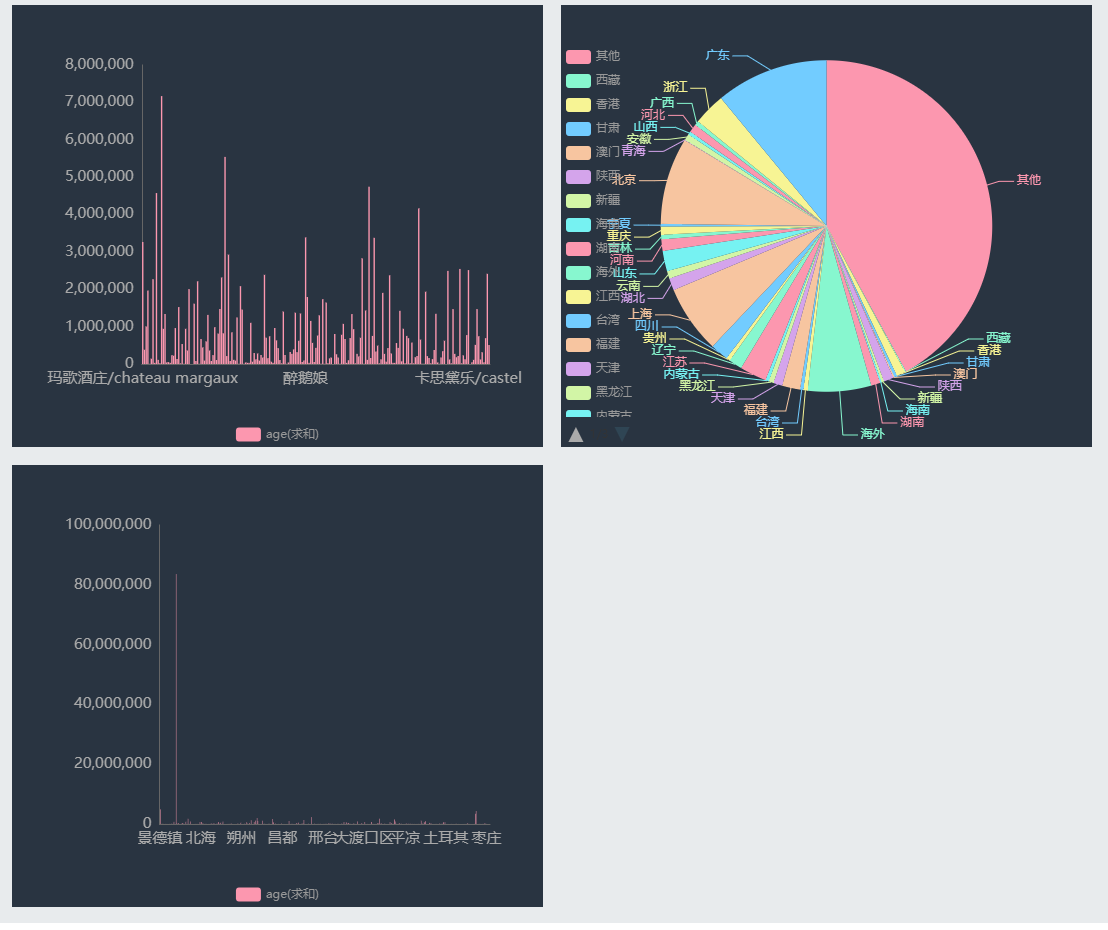 8,000,000
7,000,000
6,000,000
5,000,000
4,000,000
3,000,000
2,000,000
1,000,000
0
玛歌酒庄/chateau margaux
醉鹅娘
卡思黛乐/castel
age(求和)
其他
西藏
香港
甘肃
澳门
陕西
新疆
海南
湖南
海外
江西
台湾
福建
天津
黑龙江
内蒙古
广东
浙江
广西
河北
山西
安徽
青海
北京
宁夏
重庆
吉林
河南
山东
云南
湖北
上海
四川
贵州
辽宁
江苏
内蒙古
黑龙江
天津
福建
台湾
江西
其他
西藏
香港
甘肃
澳门
陕西
新疆
海南
湖南
海外
100,000,000
80,000,000
60,000,000
40,000,000
20,000,000
0
景德镇 北海 朔州 昌都 邢台大渡口区平凉 土耳其 枣庄
age(求和)